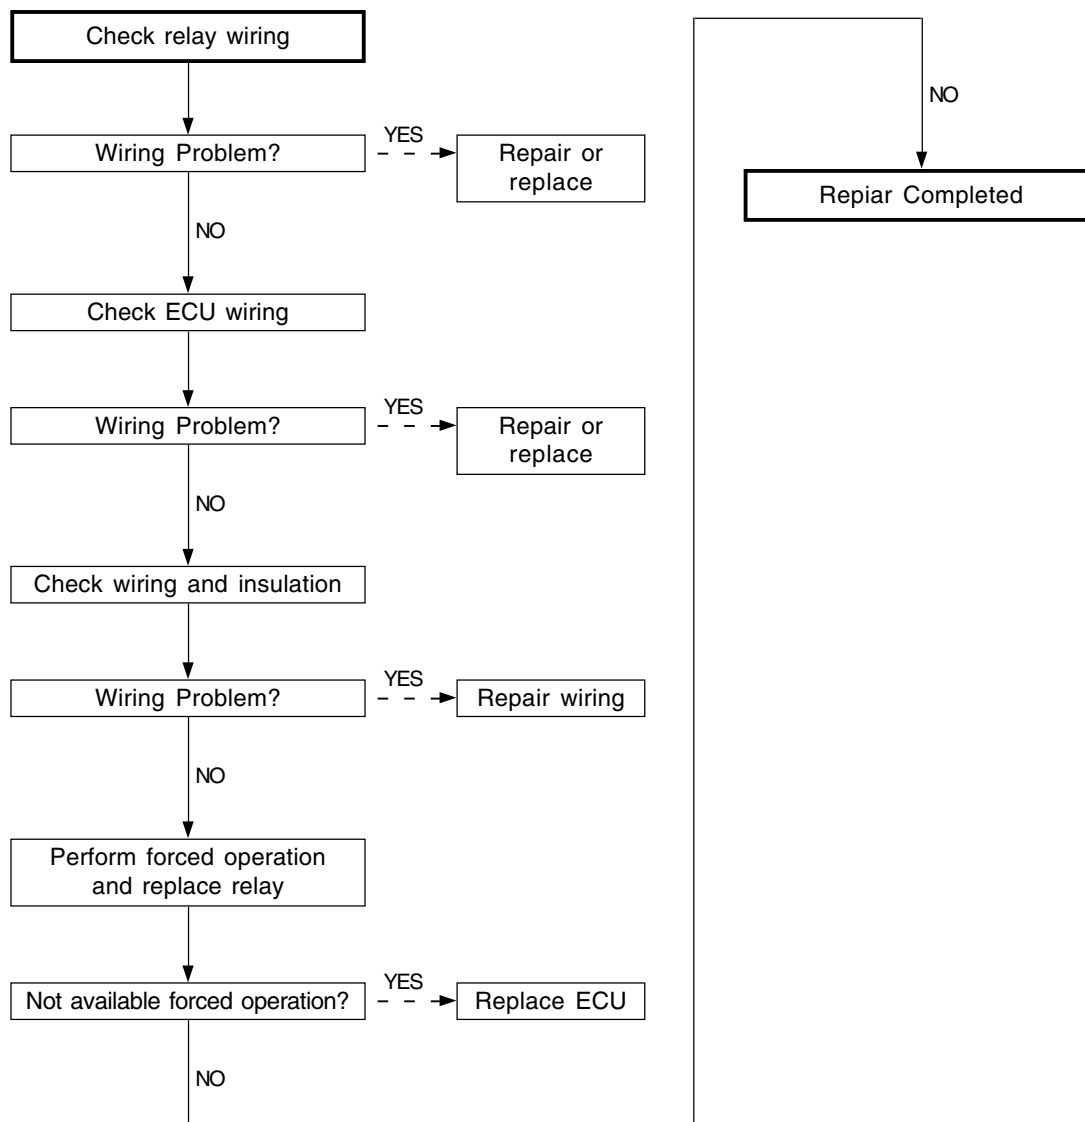 Check relay wiring
Wiring Problem?
YES
Repair or
replace
NO
Check ECU wiring
Wiring Problem?
YES
Repair or
replace
NO
Check wiring and insulation
Wiring Problem?
YES
Repair wiring
NO
Perform forced operation
and replace relay
Not available forced operation?
YES
Replace ECU
NO
NO
Repiar Completed